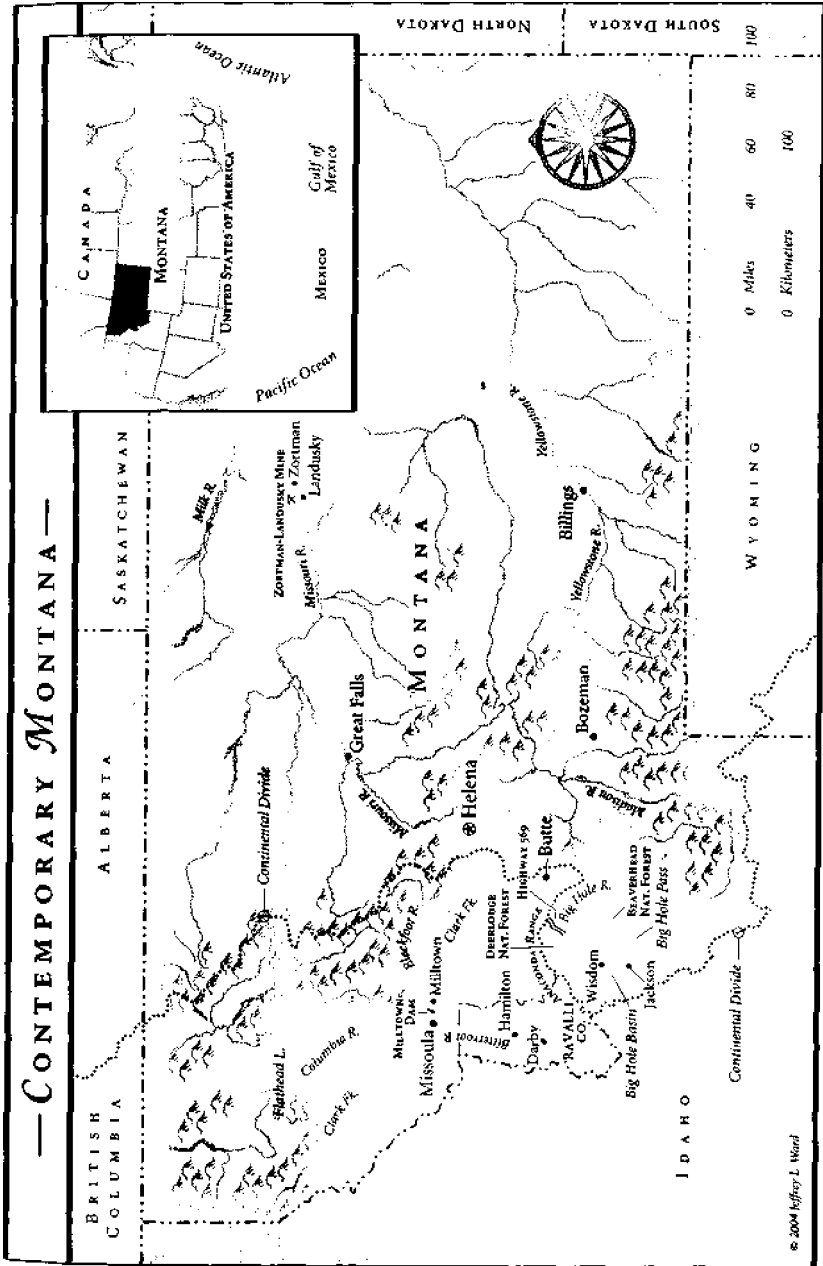 —CONTEMPORARY MONTANA—
BRITISH
COLUMBIA
ALBERTA
SASKATCHEWAN
CANADA
MONTANA
UNITED STATES OF AMERICA
MEXICO
Gulf of
Mexico
Pacific Ocean
Atlantic Ocean
NORTH DAKOTA
SOUTH DAKOTA
Milk R.
Continental Divide
ZORTMAN-LANDUSKY MINE
Zortman
Landusky
Missouri R.
Flathead L.
Columbia R.
Clark Fk.
Great Falls
Missouri R.
MONTANA
Blackfoot R.
MILLTOWN
DAM
Milltown
Missoula
Clark Fk.
Helena
Yellowstone R.
Bitterroot R.
Hamilton
Darby
RAVALLI
CO.
DEERLODGE
NAT. FOREST
ANACONDA RANGE
HIGHWAY 569
Butte
Big Hole R.
Bozeman
Billings
Yellowstone R.
Wisdom
Jackson
Big Hole Basin
BEAVERHEAD
NAT. FOREST
Big Hole Pass
Madison R.
Continental Divide
IDAHO
WYOMING
0 Miles 40 60 80 100
0 Kilometers 100
© 2004 Jeffrey L. Ward